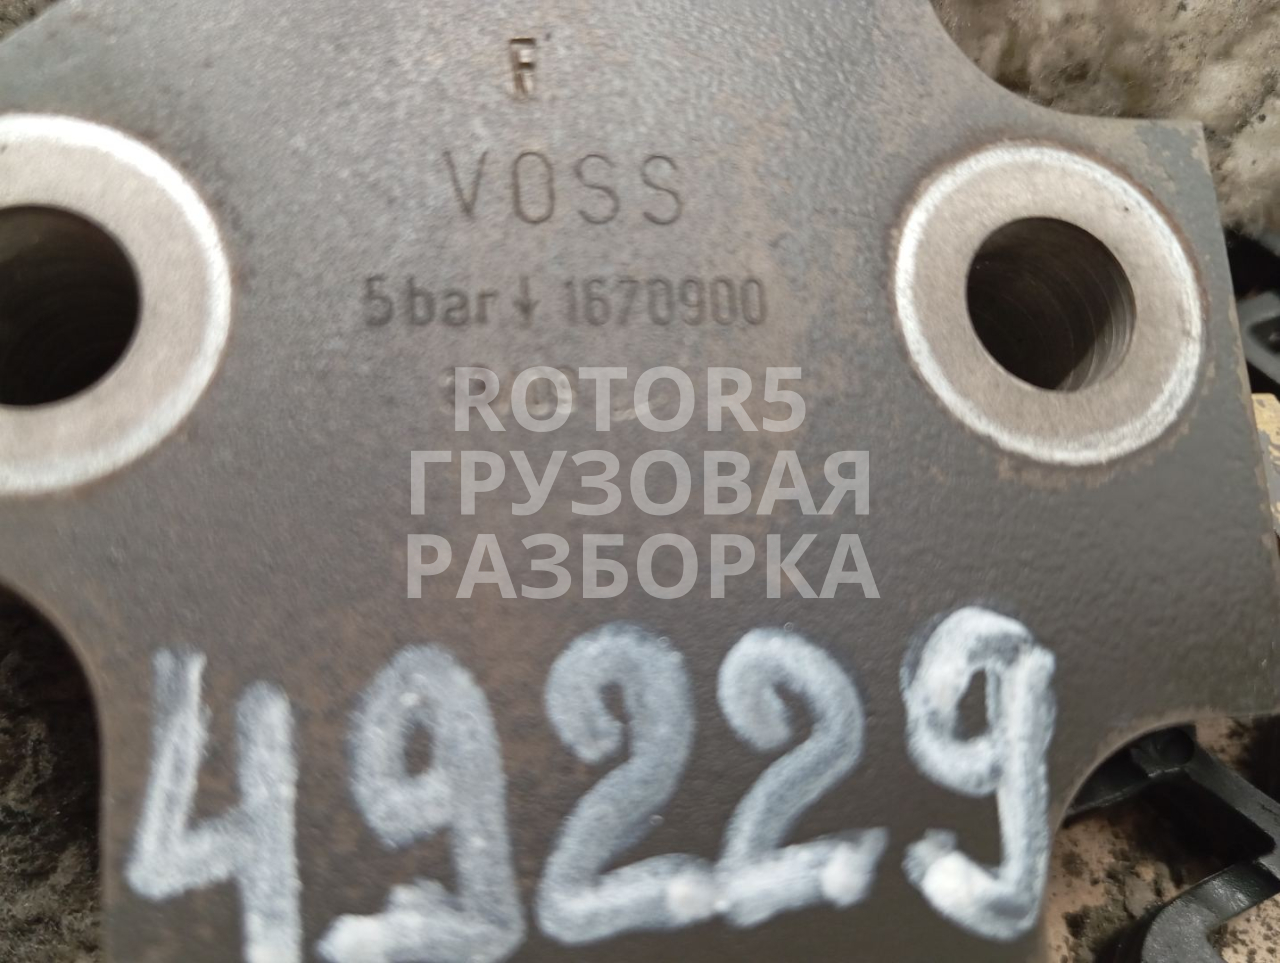 F
VOSS
5 bar ↓ 1670900
ROTOR5
ГРУЗОВАЯ
РАЗБОРКА
49229